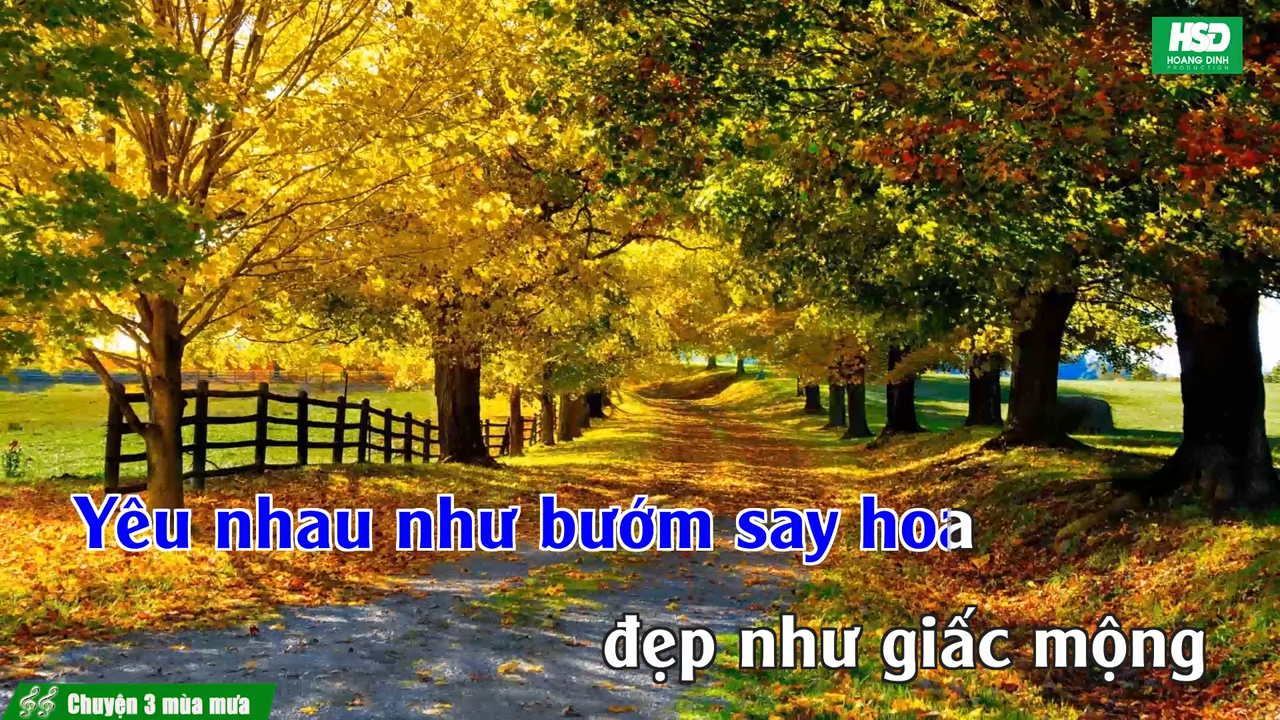 HSD
HOANG DINH
PRODUCTION
Yêu nhau như bướm say hoa
đẹp như giấc mộng
Chuyện 3 mùa mưa